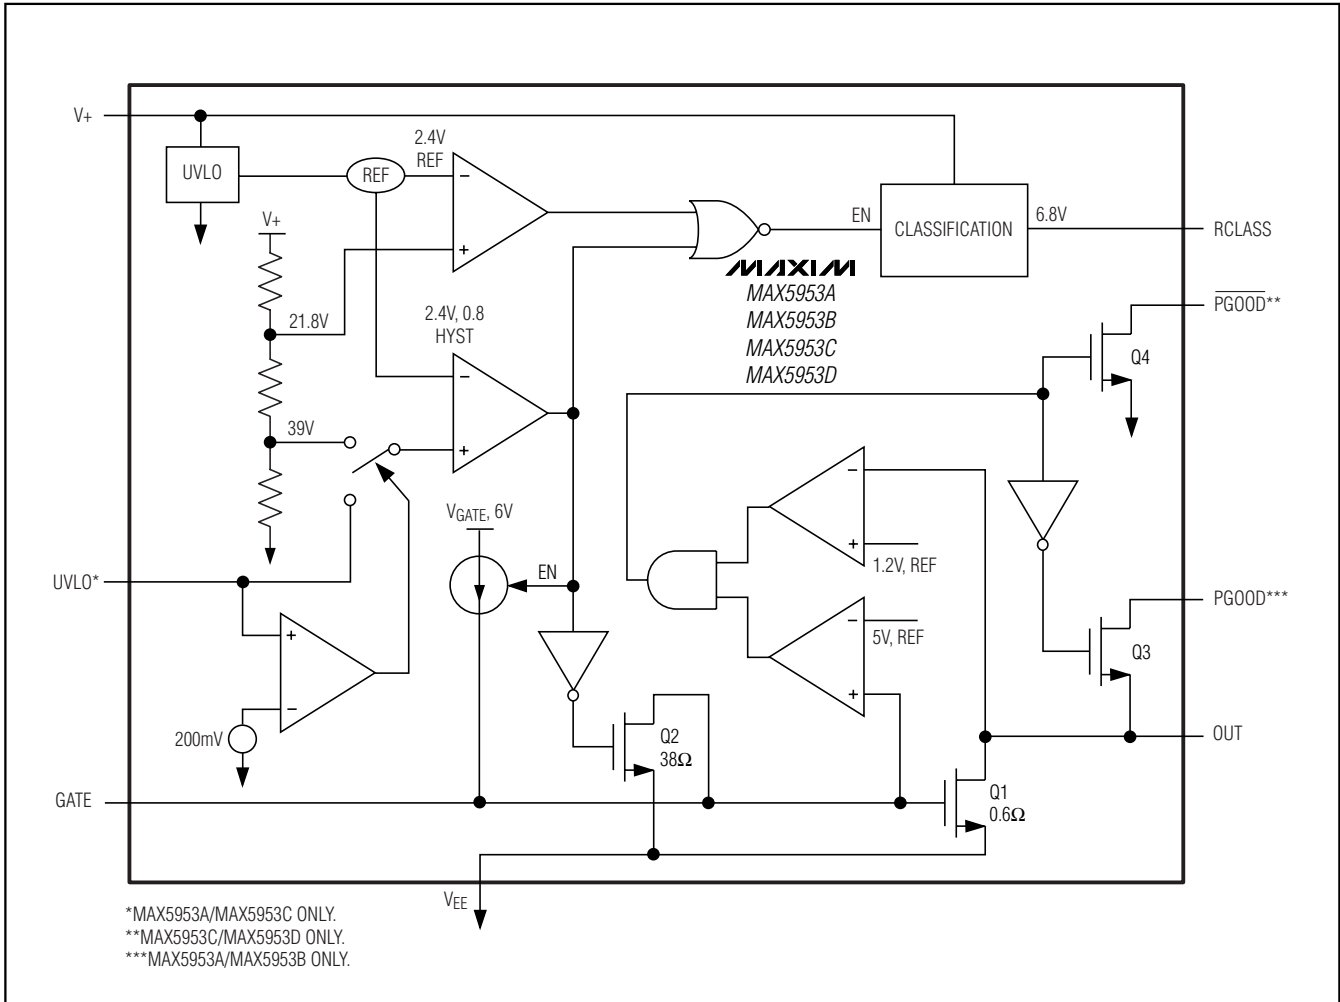 V+
UVLO
REF
2.4V
REF
V+
21.8V
39V
2.4V, 0.8
HYST
EN
CLASSIFICATION
6.8V
RCLASS
MAXIM
MAX5953A
MAX5953B
MAX5953C
MAX5953D
PGOOD**
Q4
UVLO*
200mV
VGATE, 6V
EN
1.2V, REF
5V, REF
PGOOD***
Q3
Q2
38Ω
OUT
GATE
Q1
0.6Ω
VEE
*MAX5953A/MAX5953C ONLY.
**MAX5953C/MAX5953D ONLY.
***MAX5953A/MAX5953B ONLY.